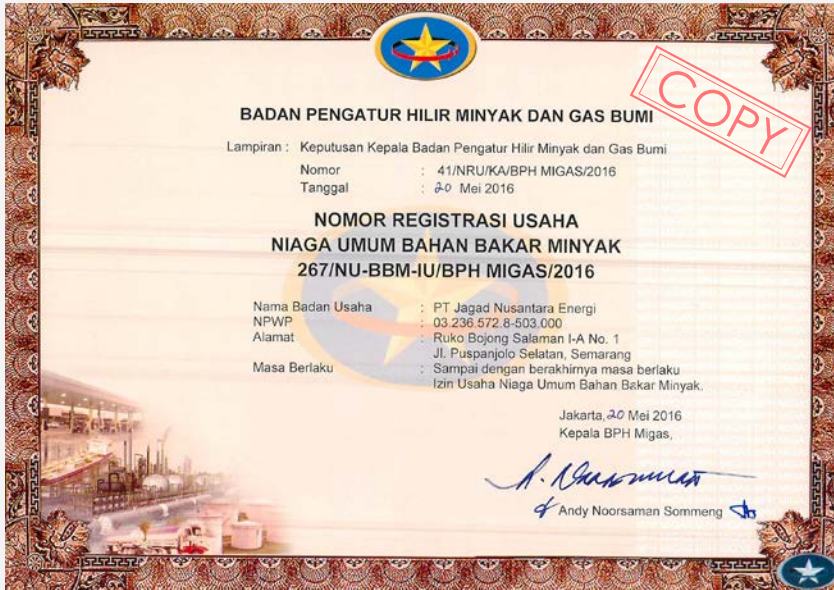 COPY
BADAN PENGATUR HILIR MINYAK DAN GAS BUMI
Lampiran : Keputusan Kepala Badan Pengatur Hilir Minyak dan Gas Bumi
Nomor : 41/NRU/KA/BPH MIGAS/2016
Tanggal : 20 Mei 2016
NOMOR REGISTRASI USAHA
NIAGA UMUM BAHAN BAKAR MINYAK
267/NU-BBM-IU/BPH MIGAS/2016
Nama Badan Usaha : PT Jagad Nusantara Energi
NPWP : 03.236.572.8-503.000
Alamat : Ruko Bojong Salaman I-A No. 1
Jl. Puspanjolo Selatan, Semarang
Masa Berlaku : Sampai dengan berakhirnya masa berlaku
Izin Usaha Niaga Umum Bahan Bakar Minyak.
Jakarta, 20 Mei 2016
Kepala BPH Migas,
Andy Noorsaman Sommeng